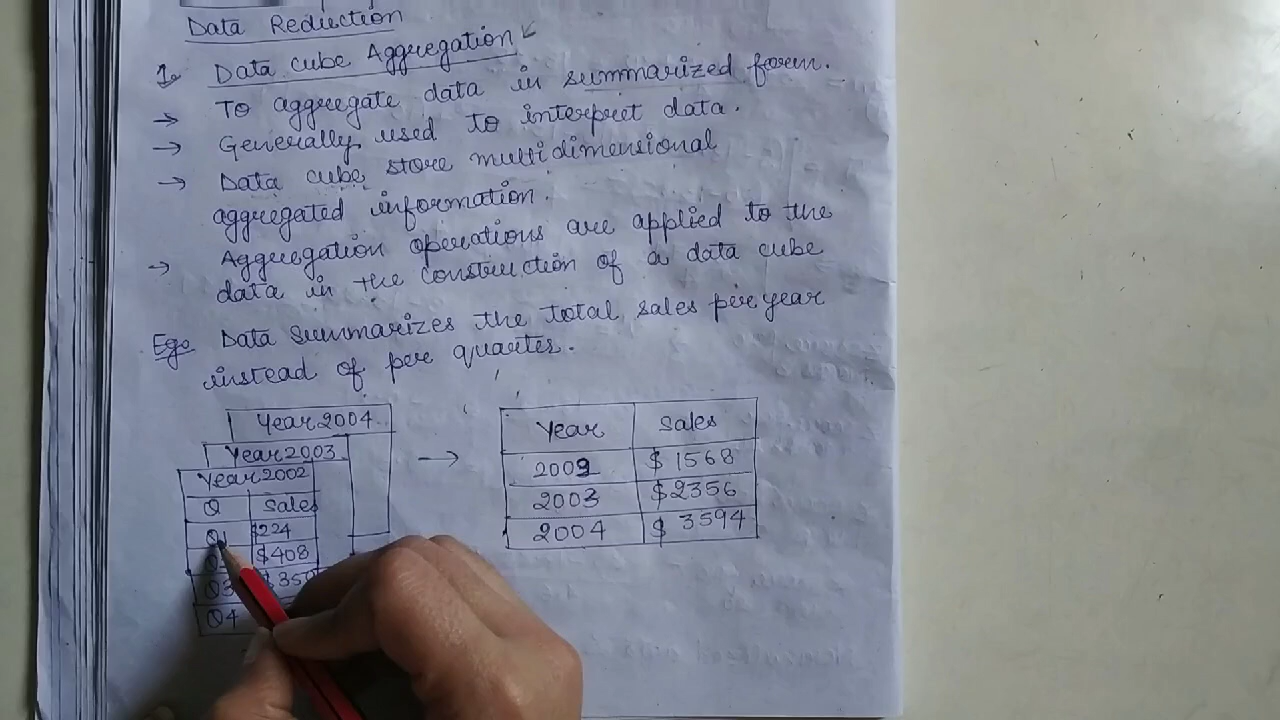 Data Reduction
1. Data cube Aggregation
→ To aggregate data in summarized form.
→ Generally used to interpret data.
→ Data cube store multidimensional
aggregated information.
→ Aggregation operations are applied to the
data in the construction of a data cube
Eg: Data summarizes the total sales per year
instead of per quarter.
Year 2004
Year 2003
Year 2002
Q Sales
Q1 $224
$408
Q3 $350
Q4
→
Year Sales
2002 $1568
2003 $2356
2004 $3594